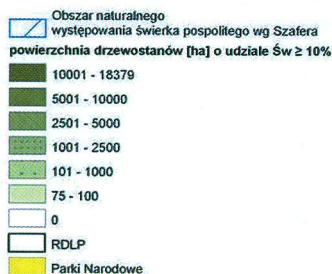 Obszar naturalnego
występowania świerka pospolitego wg Szafera
powierzchnia drzewostanów [ha] o udziale Św ≥ 10%
10001 - 18379
5001 - 10000
2501 - 5000
1001 - 2500
101 - 1000
75 - 100
0
RDLP
Parki Narodowe